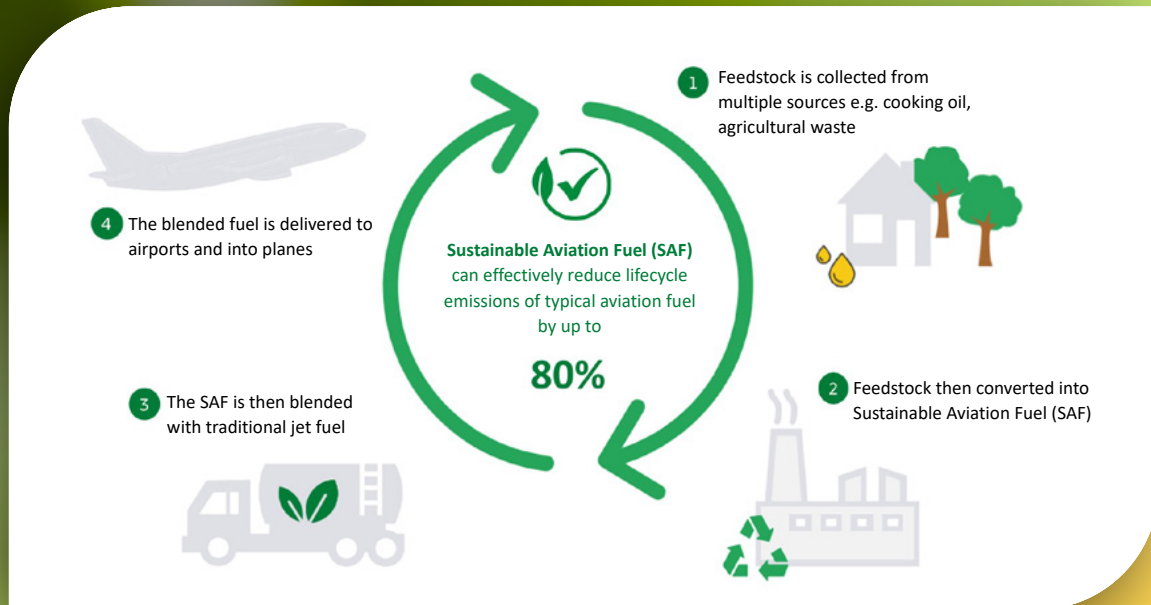 1
Feedstock is collected from
multiple sources e.g. cooking oil,
agricultural waste
Sustainable Aviation Fuel (SAF)
can effectively reduce lifecycle
emissions of typical aviation fuel
by up to
80%
2
Feedstock then converted into
Sustainable Aviation Fuel (SAF)
3
The SAF is then blended
with traditional jet fuel
4
The blended fuel is delivered to
airports and into planes